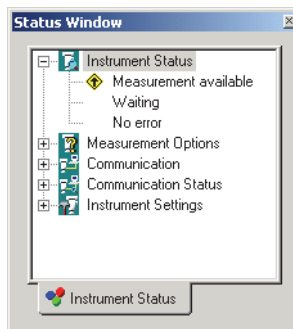 Status Window
Instrument Status
Measurement available
Waiting
No error
Measurement Options
Communication
Communication Status
Instrument Settings
Instrument Status